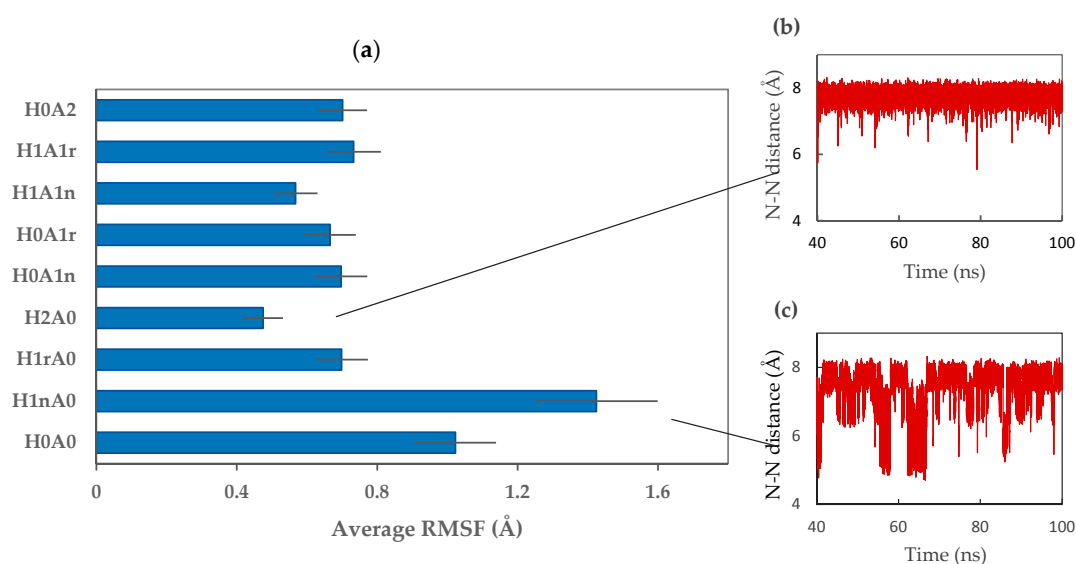 (a)
H0A2
H1A1r
H1A1n
H0A1r
H0A1n
H2A0
H1rA0
H1nA0
H0A0
0 0.4 0.8 1.2 1.6
Average RMSF (Å)
(b)
N-N distance (Å)
8
6
4
40 60 80 100
Time (ns)
(c)
N-N distance (Å)
8
6
4
40 60 80 100
Time (ns)